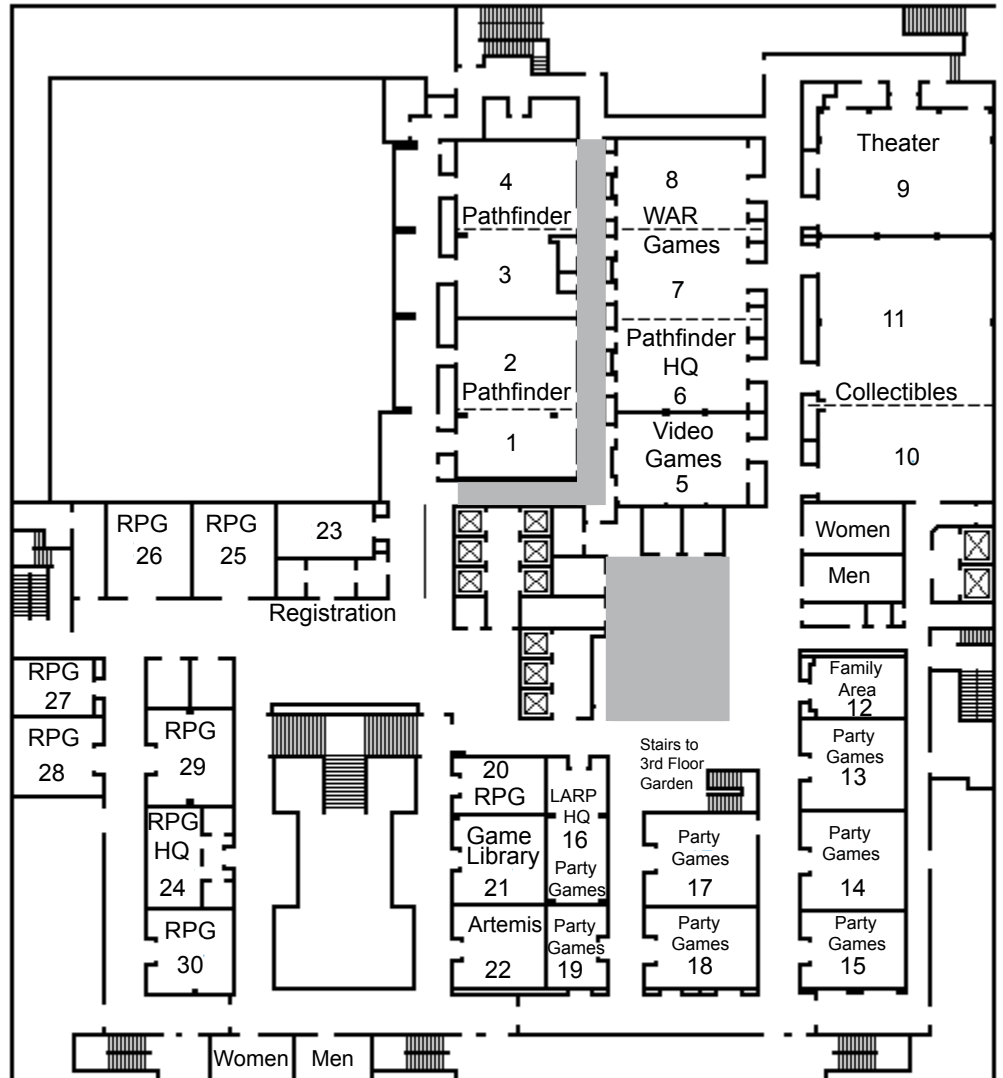 Theater
9
4
Pathfinder
3
8
WAR
Games
7
11
2
Pathfinder
1
Pathfinder
HQ
6
Collectibles
10
Video
Games
5
RPG
26
RPG
25
23
Women
Men
Registration
RPG
27
RPG
28
RPG
29
RPG
HQ
24
RPG
30
20
RPG
Game
Library
21
Artemis
22
LARP
HQ
16
Party
Games
Party
Games
19
Stairs to
3rd Floor
Garden
Party
Games
17
Party
Games
18
Family
Area
12
Party
Games
13
Party
Games
14
Party
Games
15
Women
Men